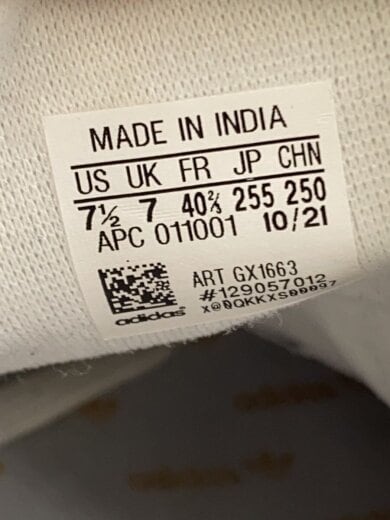 MADE IN INDIA
US UK FR JP CHN
7½ 7 40⅔ 255 250
APC 011001 10/21
ART GX1663
#129057012
X@0QKKXS00097
adidas